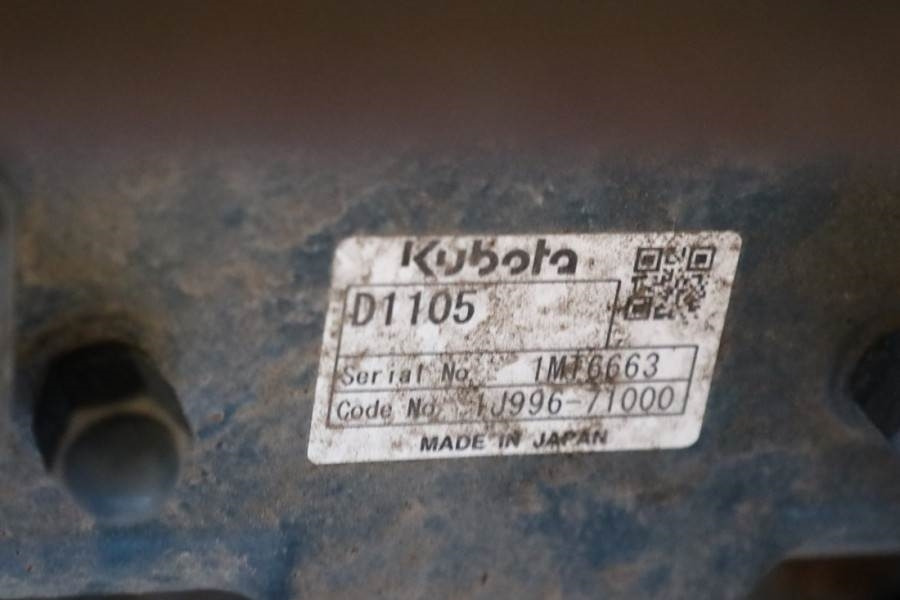 Kubota
D1105
Serial No. 1MT6663
Code No. 1J996-71000
MADE IN JAPAN